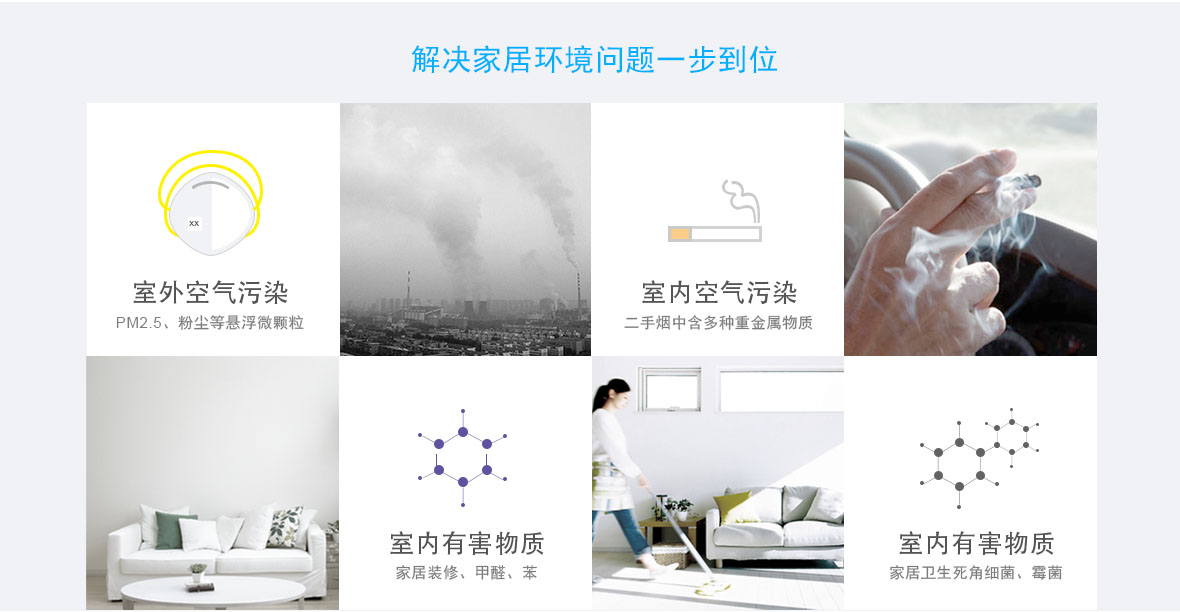 解决家居环境问题一步到位
xx
室外空气污染
PM2.5、粉尘等悬浮微颗粒
室内空气污染
二手烟中含多种重金属物质
室内有害物质
家居装修、甲醛、苯
室内有害物质
家居卫生死角细菌、霉菌